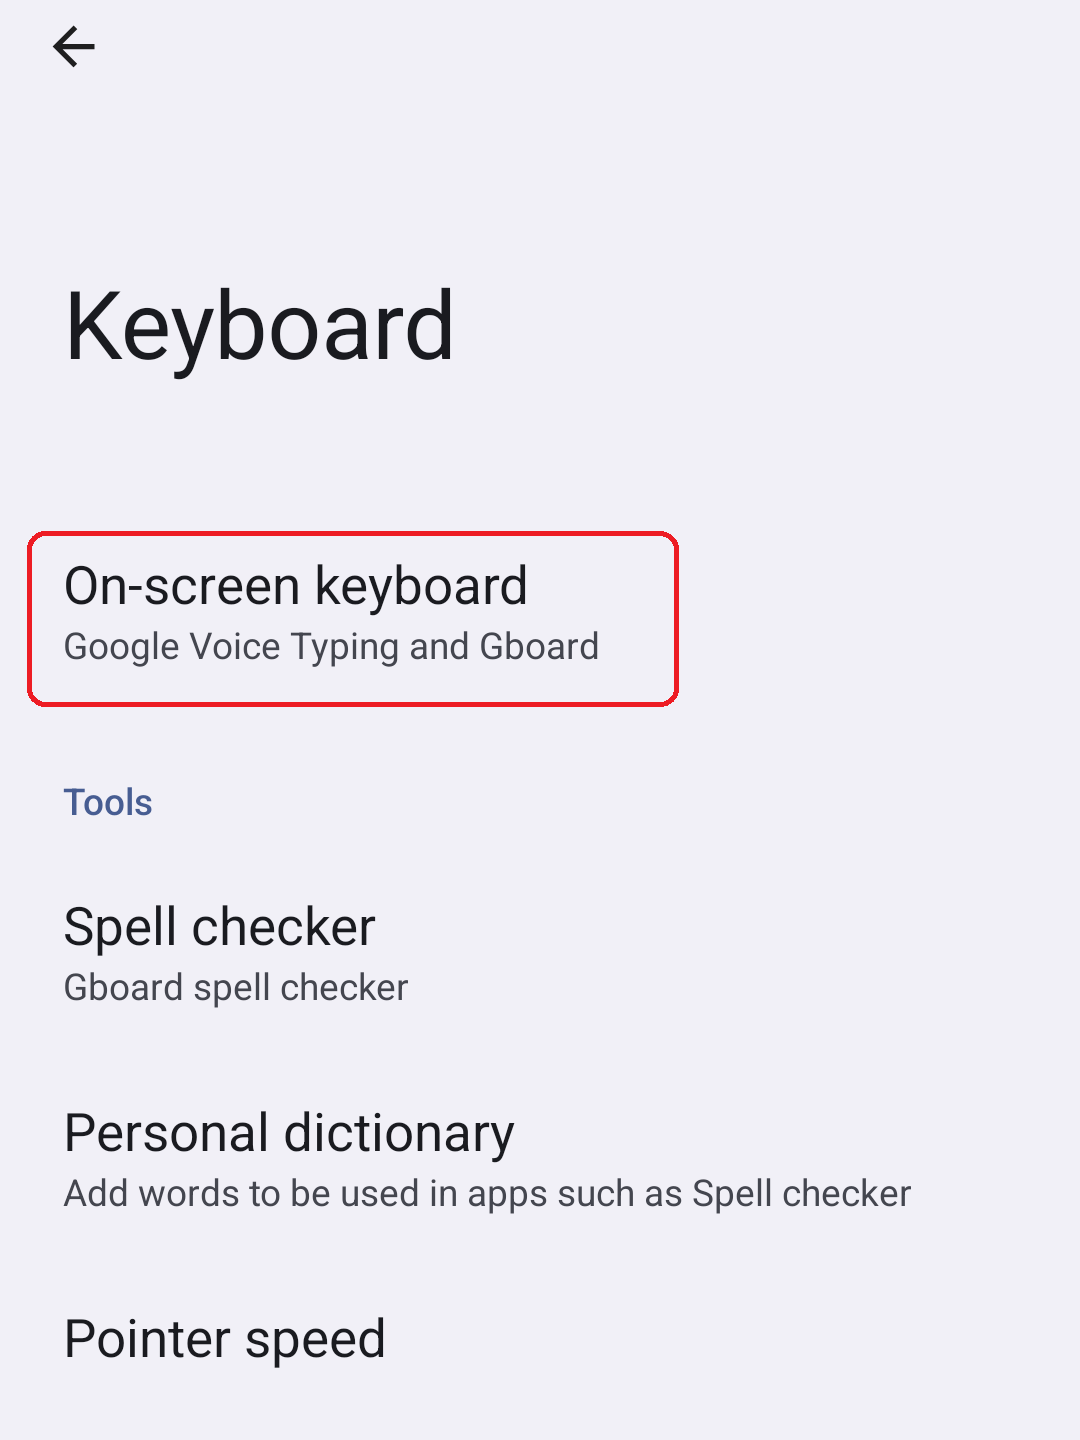 Keyboard
On-screen keyboard
Google Voice Typing and Gboard
Tools
Spell checker
Gboard spell checker
Personal dictionary
Add words to be used in apps such as Spell checker
Pointer speed